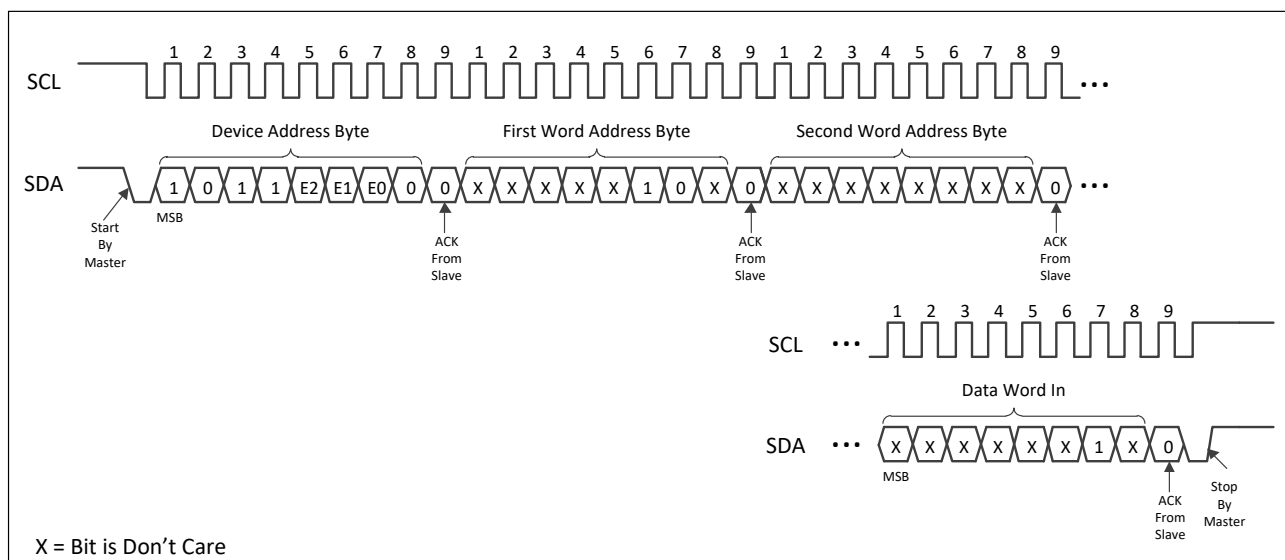 1 2 3 4 5 6 7 8 9 1 2 3 4 5 6 7 8 9 1 2 3 4 5 6 7 8 9
SCL ●●●
Device Address Byte First Word Address Byte Second Word Address Byte
SDA 1 0 1 1 E2 E1 E0 0 0 X X X X X 1 0 X 0 X X X X X X X X 0 ●●●
MSB
Start
By
Master
ACK
From
Slave
ACK
From
Slave
ACK
From
Slave
1 2 3 4 5 6 7 8 9
SCL ●●●
Data Word In
SDA ●●● X X X X X X 1 X 0
MSB
ACK
From
Slave
Stop
By
Master
X = Bit is Don’t Care